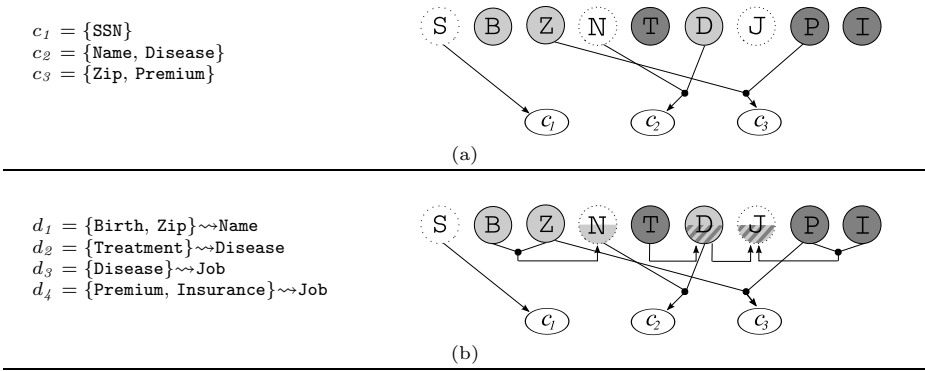 c1 = {SSN}
c2 = {Name, Disease}
c3 = {Zip, Premium}
S B Z N T D J P I
c1 c2 c3
(a)
d1 = {Birth, Zip}⇝Name
d2 = {Treatment}⇝Disease
d3 = {Disease}⇝Job
d4 = {Premium, Insurance}⇝Job
S B Z N T D J P I
c1 c2 c3
(b)